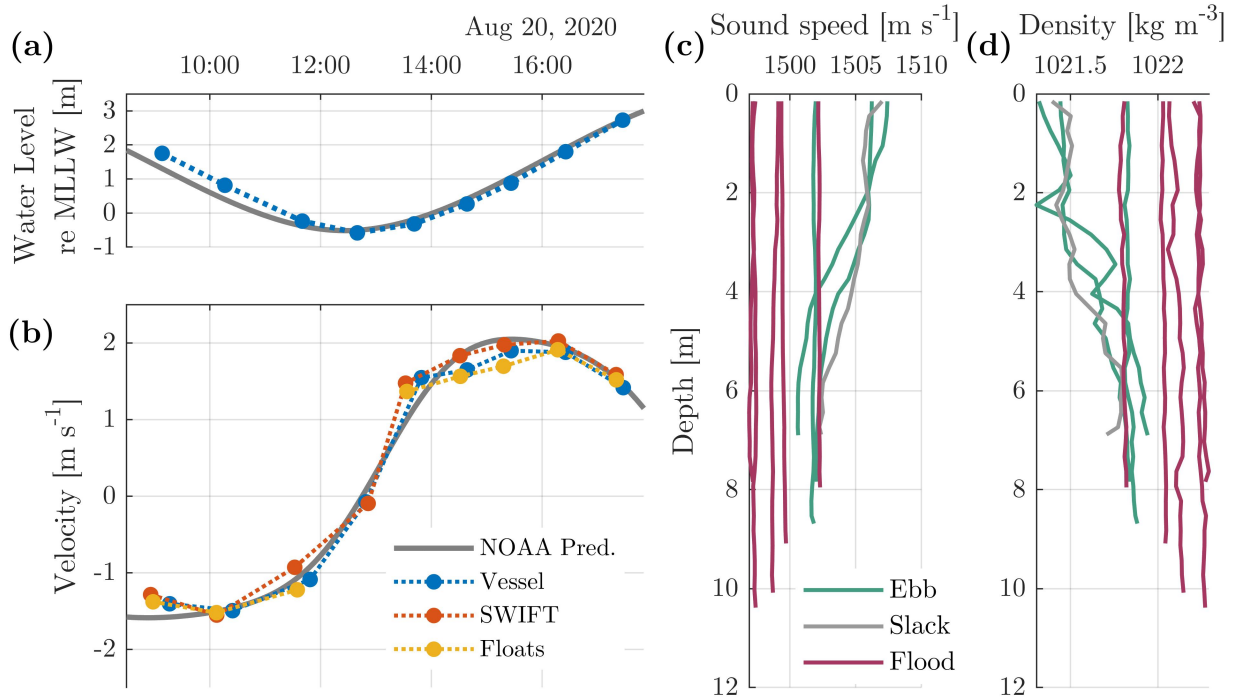 (a)
Aug 20, 2020
10:00 12:00 14:00 16:00
Water Level
re MLLW [m]
3
2
1
0
-1
(b)
Velocity [m s⁻¹]
2
1
0
-1
-2
NOAA Pred.
Vessel
SWIFT
Floats
(c) Sound speed [m s⁻¹]
1500 1505 1510
Depth [m]
0
2
4
6
8
10
12
Ebb
Slack
Flood
(d) Density [kg m⁻³]
1021.5 1022
0
2
4
6
8
10
12